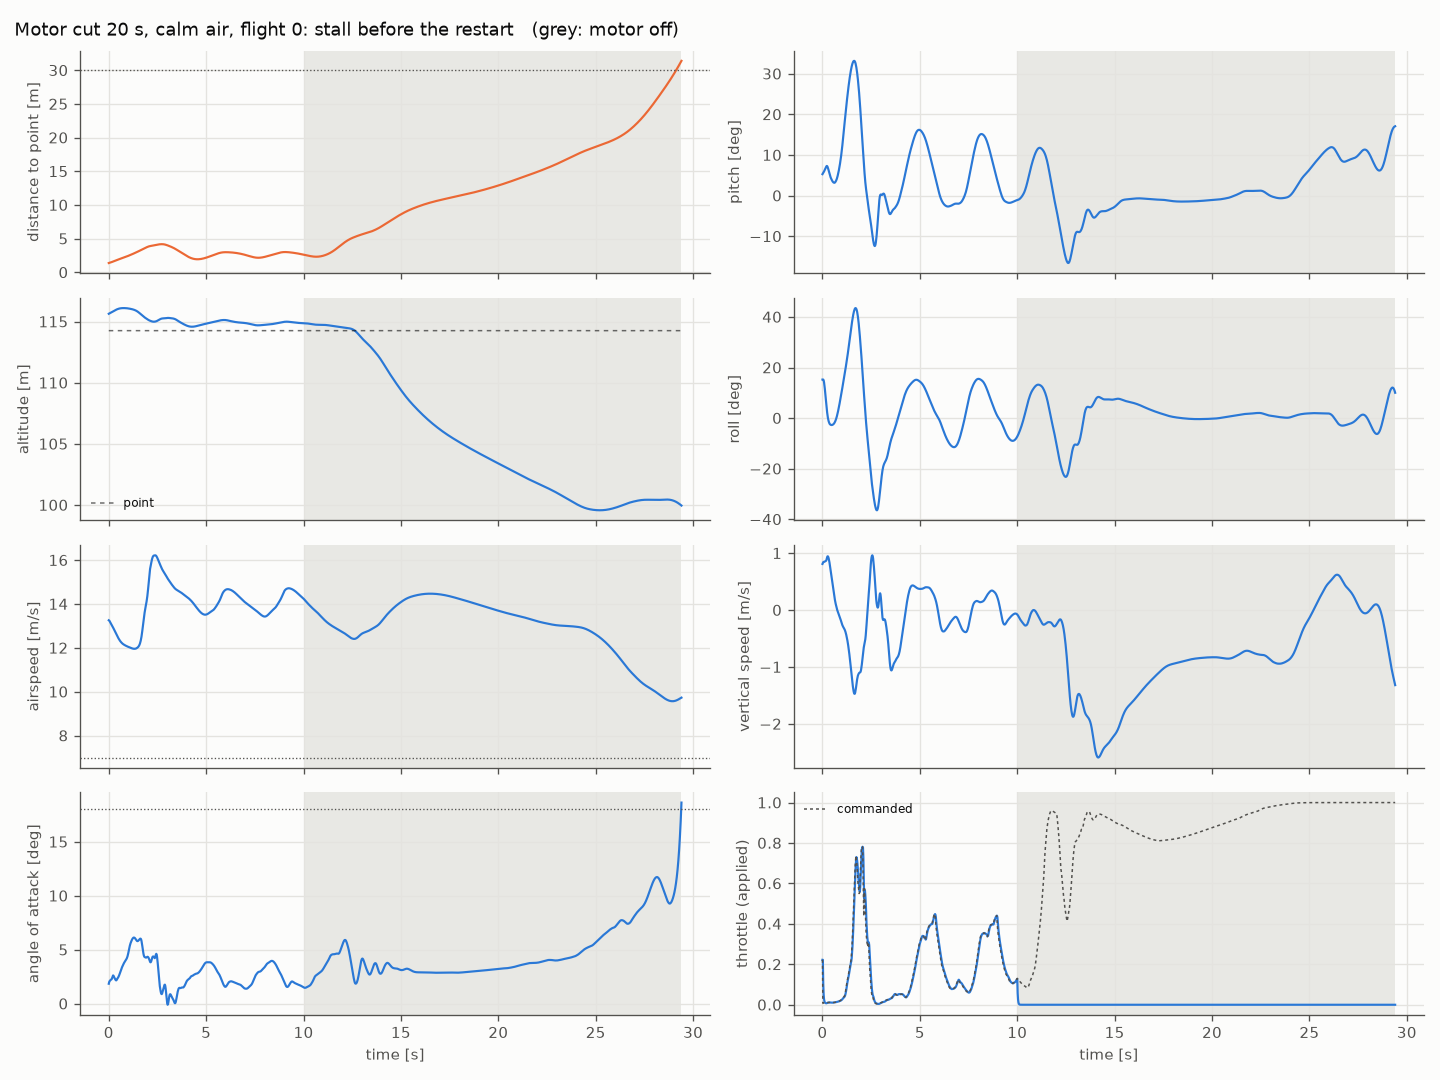 Motor cut 20 s, calm air, flight 0: stall before the restart (grey: motor off)
distance to point [m]
30
25
20
15
10
5
0
pitch [deg]
30
20
10
0
−10
altitude [m]
115
110
105
100
point
roll [deg]
40
20
0
−20
−40
airspeed [m/s]
16
14
12
10
8
vertical speed [m/s]
1
0
−1
−2
angle of attack [deg]
15
10
5
0
0 5 10 15 20 25 30
time [s]
throttle (applied)
1.0
0.8
0.6
0.4
0.2
0.0
commanded
0 5 10 15 20 25 30
time [s]